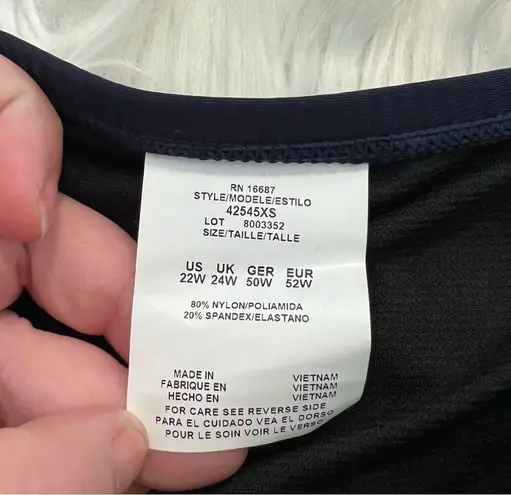 RN 16687
STYLE/MODELE/ESTILO
42545XS
LOT 8003352
SIZE/TAILLE/TALLE
US UK GER EUR
22W 24W 50W 52W
80% NYLON/POLIAMIDA
20% SPANDEX/ELASTANO
MADE IN VIETNAM
FABRIQUE EN VIETNAM
HECHO EN VIETNAM
FOR CARE SEE REVERSE SIDE
PARA EL CUIDADO VEA EL DORSO
POUR LE SOIN VOIR LE VERSO